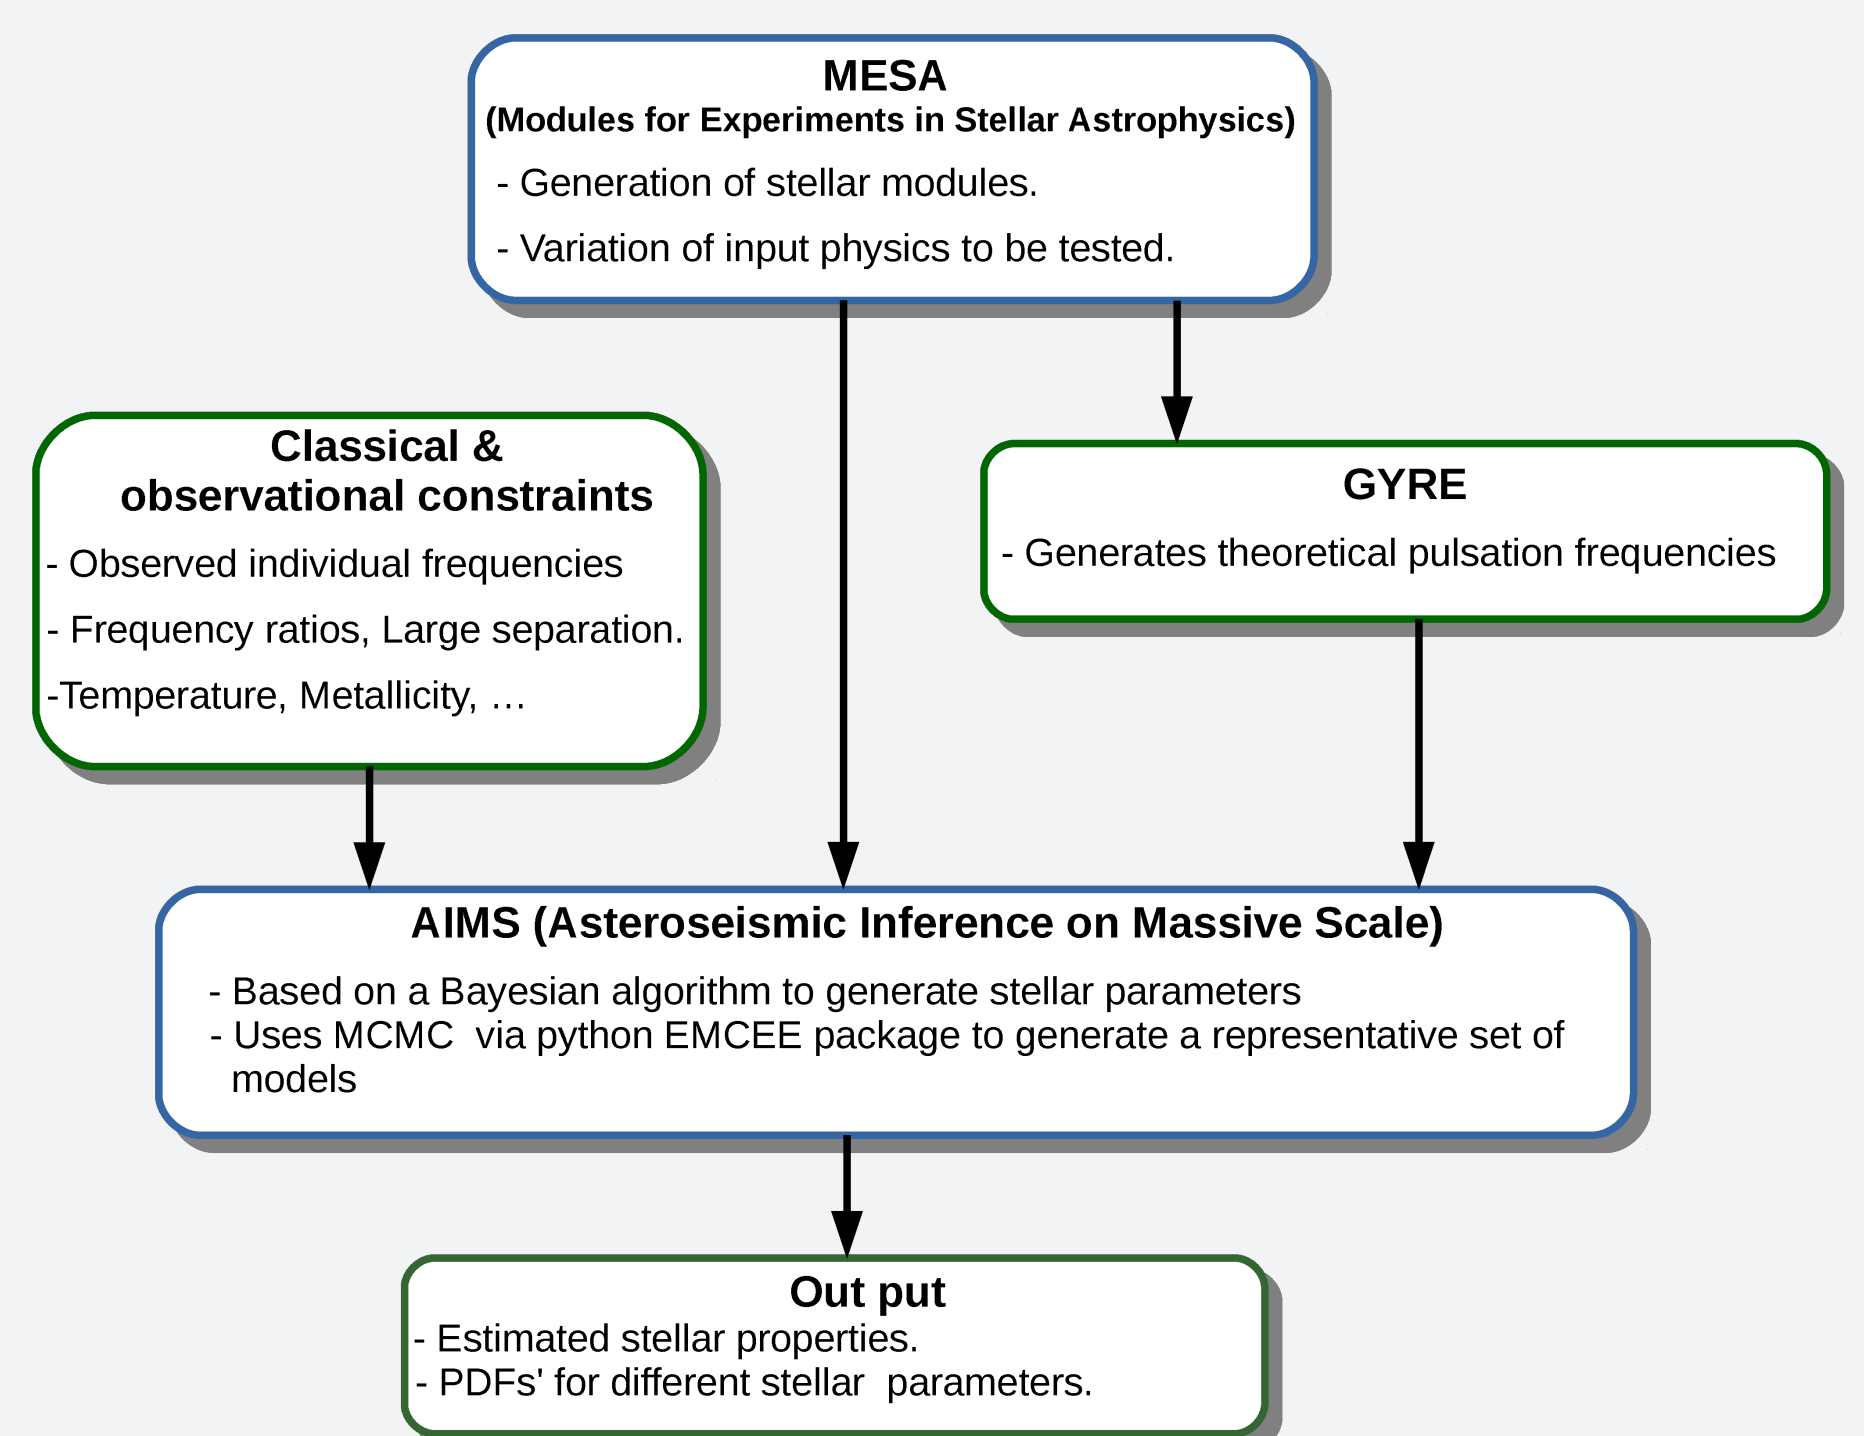 MESA
(Modules for Experiments in Stellar Astrophysics)
- Generation of stellar modules.
- Variation of input physics to be tested.
Classical &
observational constraints
- Observed individual frequencies
- Frequency ratios, Large separation.
-Temperature, Metallicity, …
GYRE
- Generates theoretical pulsation frequencies
AIMS (Asteroseismic Inference on Massive Scale)
- Based on a Bayesian algorithm to generate stellar parameters
- Uses MCMC  via python EMCEE package to generate a representative set of
models
Out put
- Estimated stellar properties.
- PDFs' for different stellar  parameters.